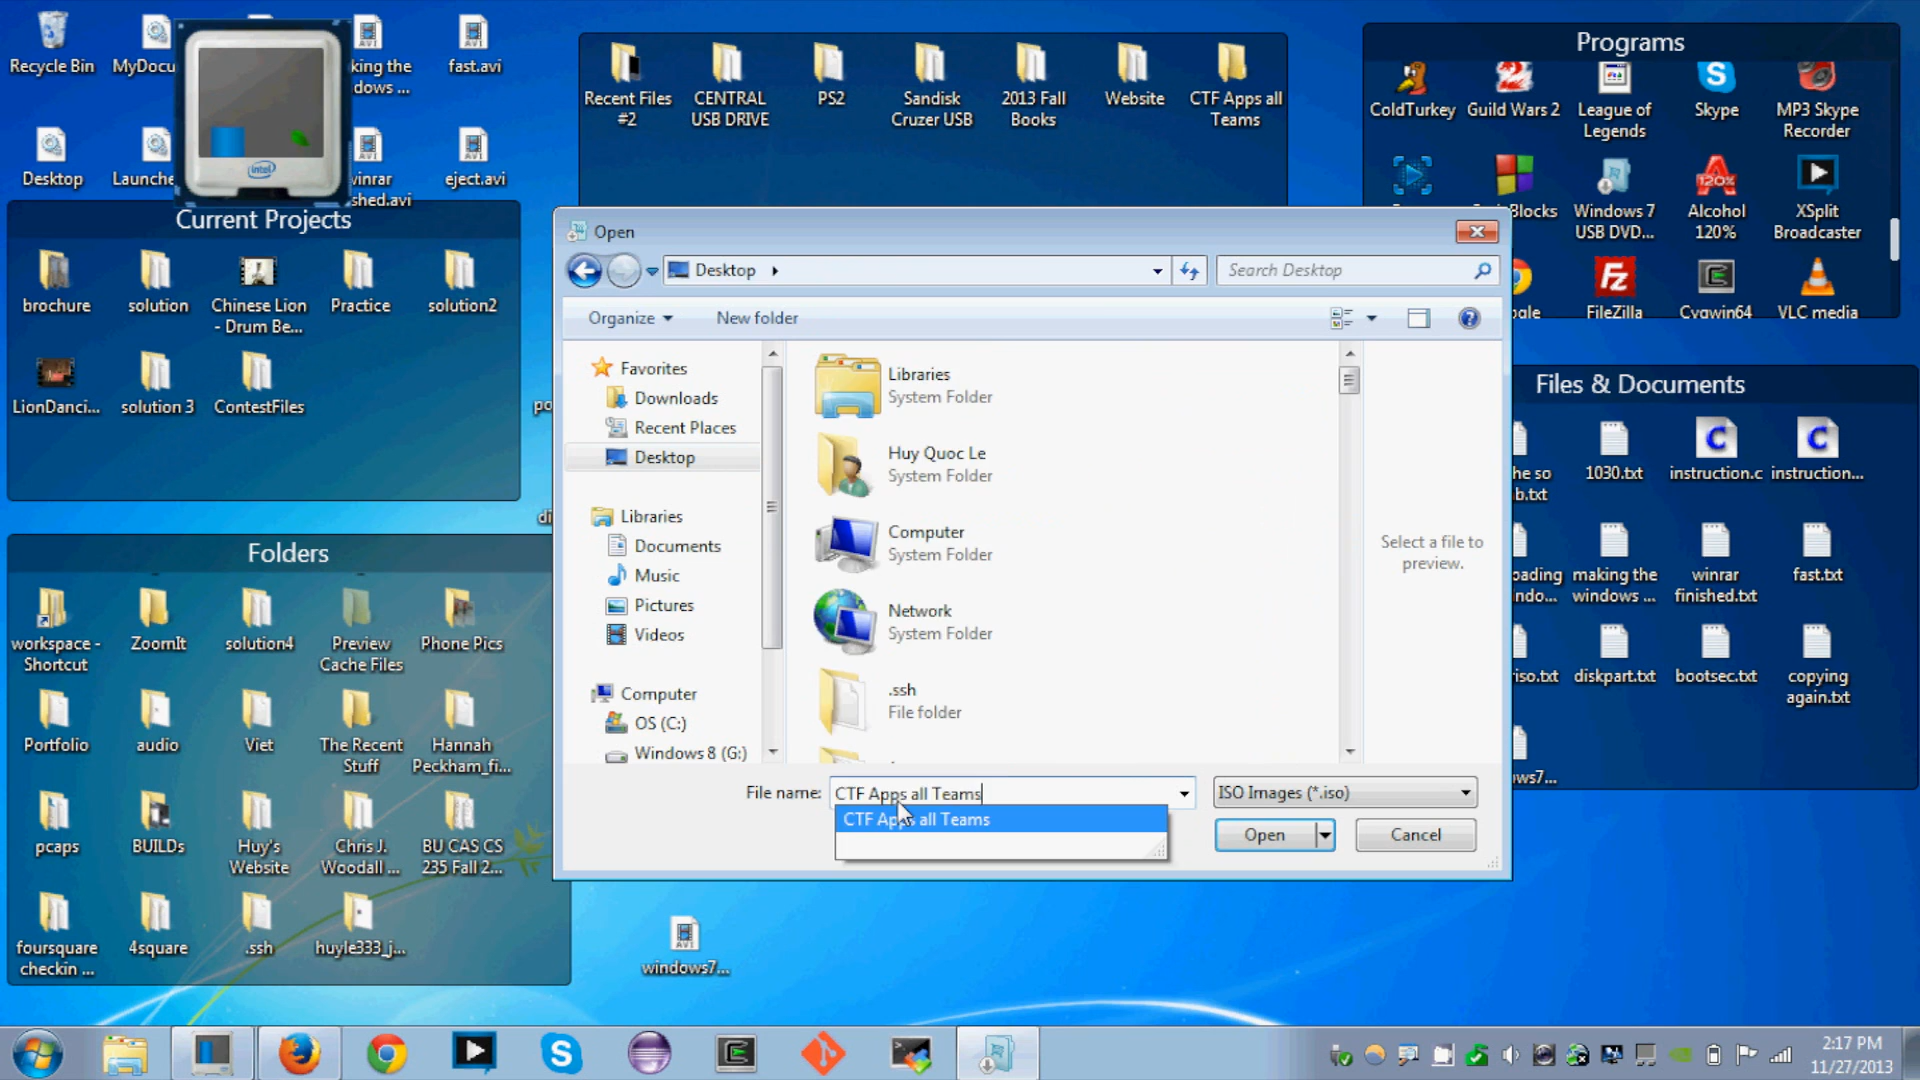 Recycle Bin
MyDocu
king the
dows ...
fast.avi
Desktop
Launche
winrar
shed.avi
eject.avi
intel
Current Projects
brochure
solution
Chinese Lion
- Drum Be...
Practice
solution2
LionDanci...
solution 3
ContestFiles
Folders
workspace -
Shortcut
ZoomIt
solution4
Preview
Cache Files
Phone Pics
Portfolio
audio
Viet
The Recent
Stuff
Hannah
Peckham_fi...
pcaps
BUILDs
Huy's
Website
Chris J.
Woodall ...
BU CAS CS
235 Fall 2...
foursquare
checkin ...
4square
.ssh
huyle333_j...
Recent Files
#2
CENTRAL
USB DRIVE
PS2
Sandisk
Cruzer USB
2013 Fall
Books
Website
CTF Apps all
Teams
Programs
ColdTurkey
Guild Wars 2
League of
Legends
Skype
MP3 Skype
Recorder
Blocks
Windows 7
USB DVD...
Alcohol
120%
XSplit
Broadcaster
gle
FileZilla
Cygwin64
VLC media
Files & Documents
he so
b.txt
1030.txt
instruction.c
instruction...
oading
ndo...
making the
windows ...
winrar
finished.txt
fast.txt
iso.txt
diskpart.txt
bootsec.txt
copying
again.txt
ws7...
Open
Desktop
Search Desktop
Organize
New folder
Favorites
Downloads
Recent Places
Desktop
Libraries
Documents
Music
Pictures
Videos
Computer
OS (C:)
Windows 8 (G:)
Libraries
System Folder
Huy Quoc Le
System Folder
Computer
System Folder
Network
System Folder
.ssh
File folder
Select a file to
preview.
File name:
CTF Apps all Teams
ISO Images (*.iso)
CTF Apps all Teams
Open
Cancel
windows7...
2:17 PM
11/27/2013